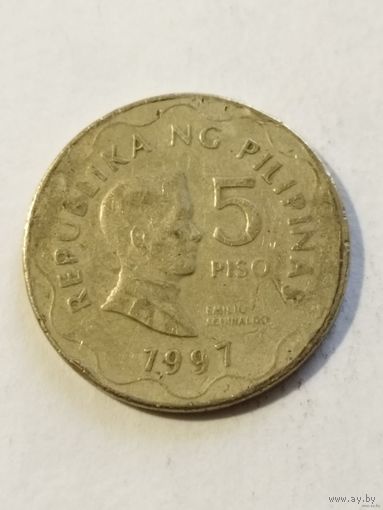 REPUBLIKA NG PILIPINAS
5
PISO
EMILIO
AGUINALDO
1997
www.ay.by